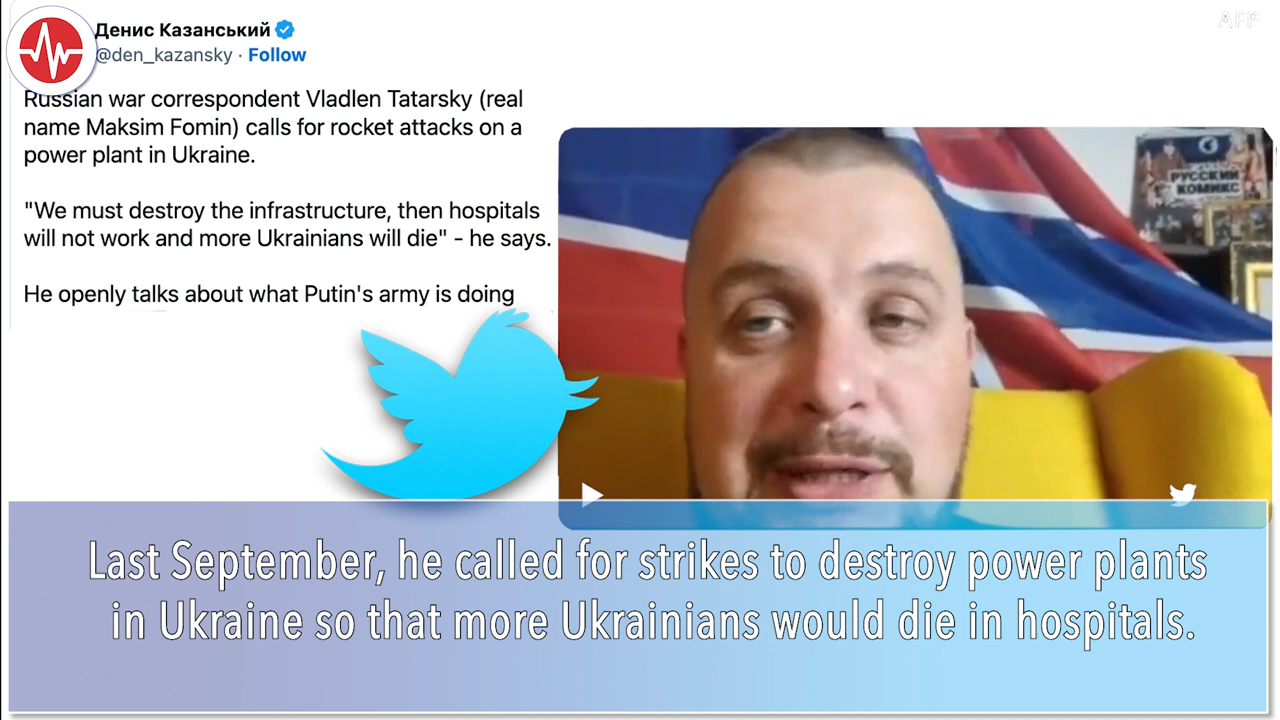 AFP
Денис Казанський
@den_kazansky · Follow
Russian war correspondent Vladlen Tatarsky (real
name Maksim Fomin) calls for rocket attacks on a
power plant in Ukraine.
"We must destroy the infrastructure, then hospitals
will not work and more Ukrainians will die" - he says.
He openly talks about what Putin's army is doing
РУССКИЙ
КОМИКС
Last September, he called for strikes to destroy power plants
in Ukraine so that more Ukrainians would die in hospitals.